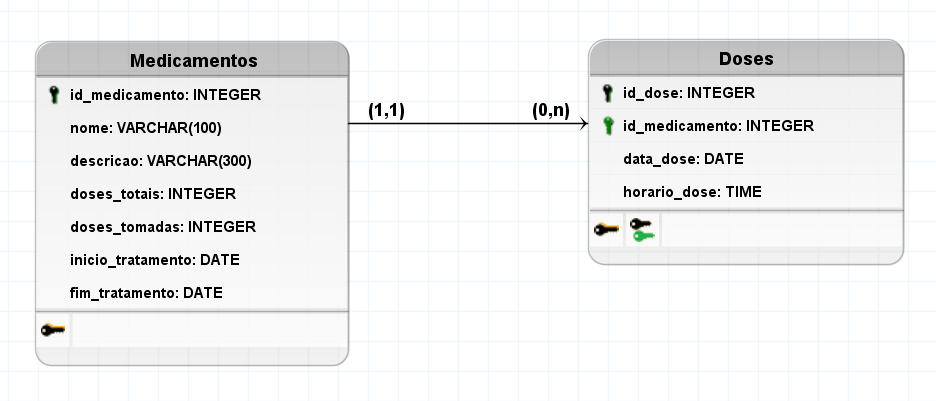 Medicamentos
id_medicamento: INTEGER
nome: VARCHAR(100)
descricao: VARCHAR(300)
doses_totais: INTEGER
doses_tomadas: INTEGER
inicio_tratamento: DATE
fim_tratamento: DATE
(1,1)
(0,n)
Doses
id_dose: INTEGER
id_medicamento: INTEGER
data_dose: DATE
horario_dose: TIME